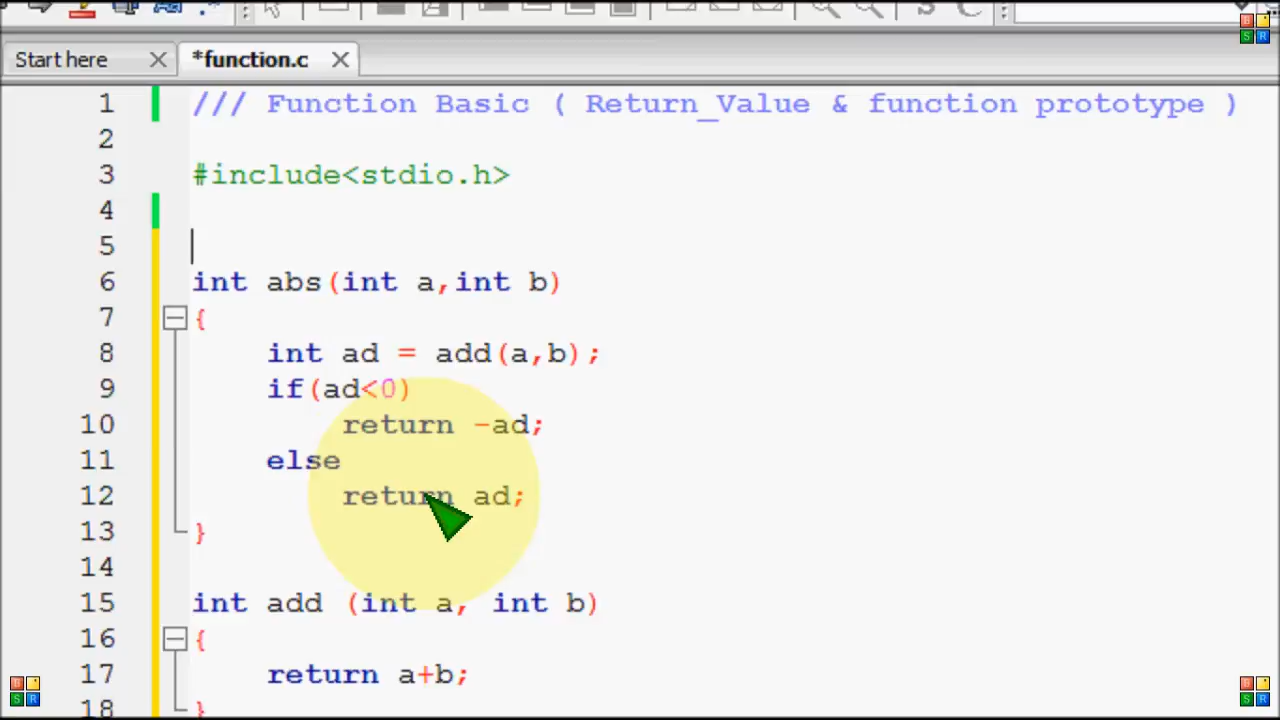 Start here
*function.c
1 /// Function Basic ( Return_Value & function prototype )
2
3 #include<stdio.h>
4
5
6 int abs(int a,int b)
7 {
8 int ad = add(a,b);
9 if(ad<0)
10 return -ad;
11 else
12 return ad;
13 }
14
15 int add (int a, int b)
16 {
17 return a+b;
18 }
B
S R
B
S R
B
S R